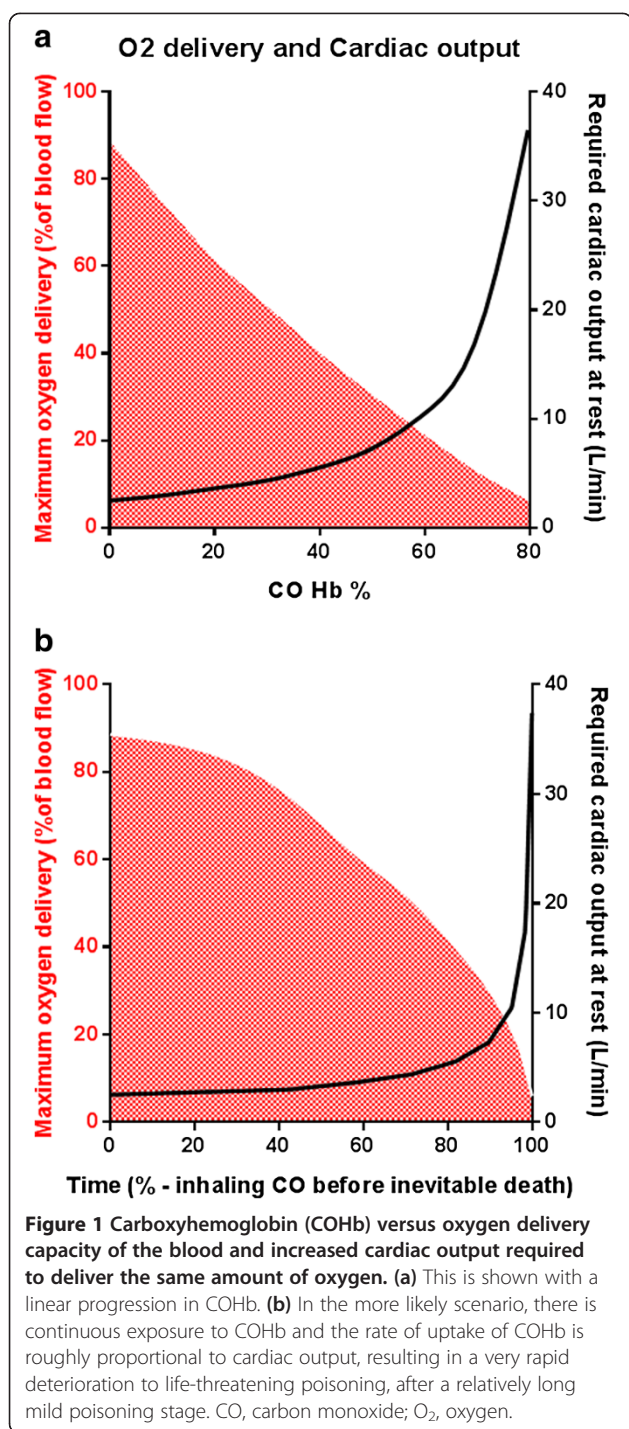 a
O2 delivery and Cardiac output
Maximum oxygen delivery (%of blood flow)
100
80
60
40
20
0
40
30
20
10
0
Required cardiac output at rest (L/min)
0 20 40 60 80
CO Hb %
b
Maximum oxygen delivery (%of blood flow)
100
80
60
40
20
0
40
30
20
10
0
Required cardiac output at rest (L/min)
0 20 40 60 80 100
Time (% - inhaling CO before inevitable death)
Figure 1 Carboxyhemoglobin (COHb) versus oxygen delivery
capacity of the blood and increased cardiac output required
to deliver the same amount of oxygen. (a) This is shown with a
linear progression in COHb. (b) In the more likely scenario, there is
continuous exposure to COHb and the rate of uptake of COHb is
roughly proportional to cardiac output, resulting in a very rapid
deterioration to life-threatening poisoning, after a relatively long
mild poisoning stage. CO, carbon monoxide; O₂, oxygen.